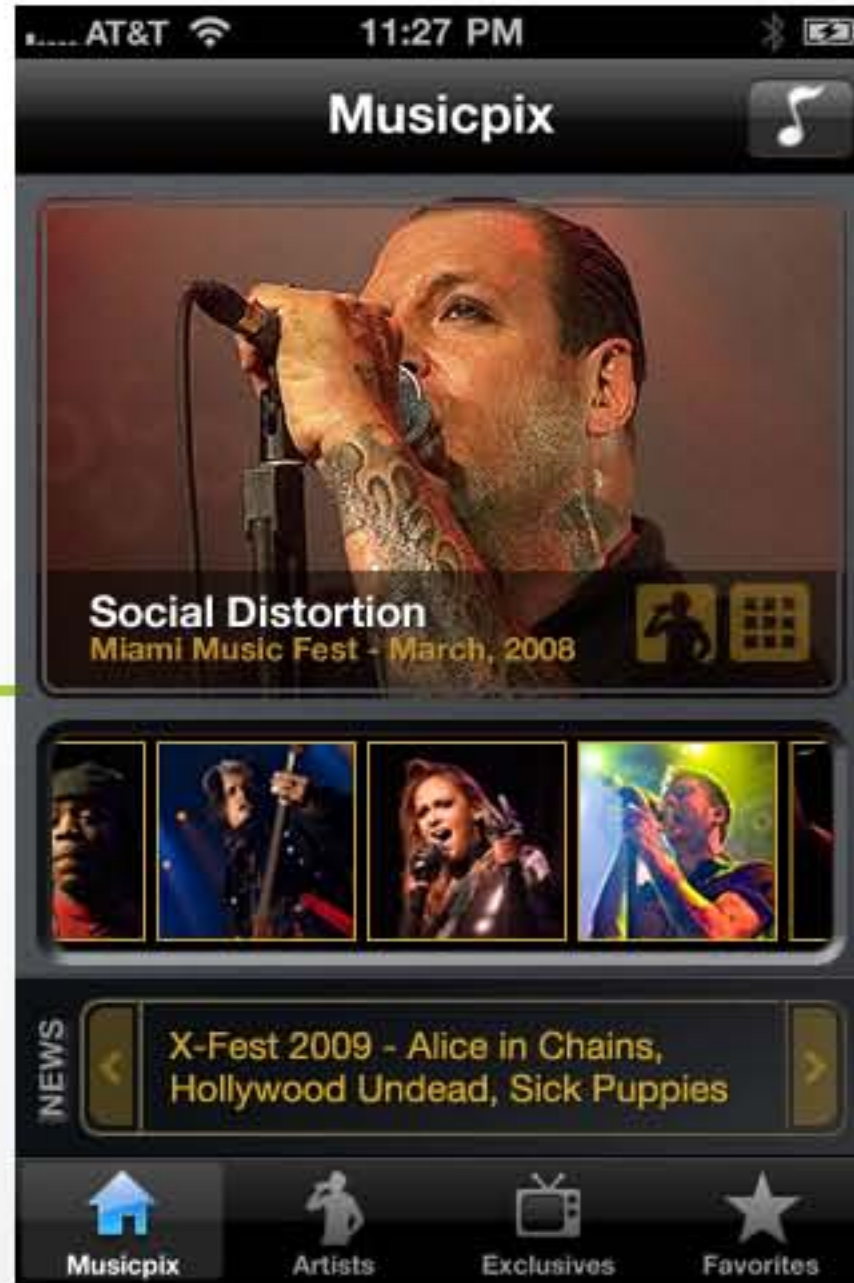 AT&T 11:27 PM
Musicpix
Social Distortion
Miami Music Fest - March, 2008
NEWS
X-Fest 2009 - Alice in Chains,
Hollywood Undead, Sick Puppies
Musicpix Artists Exclusives Favorites